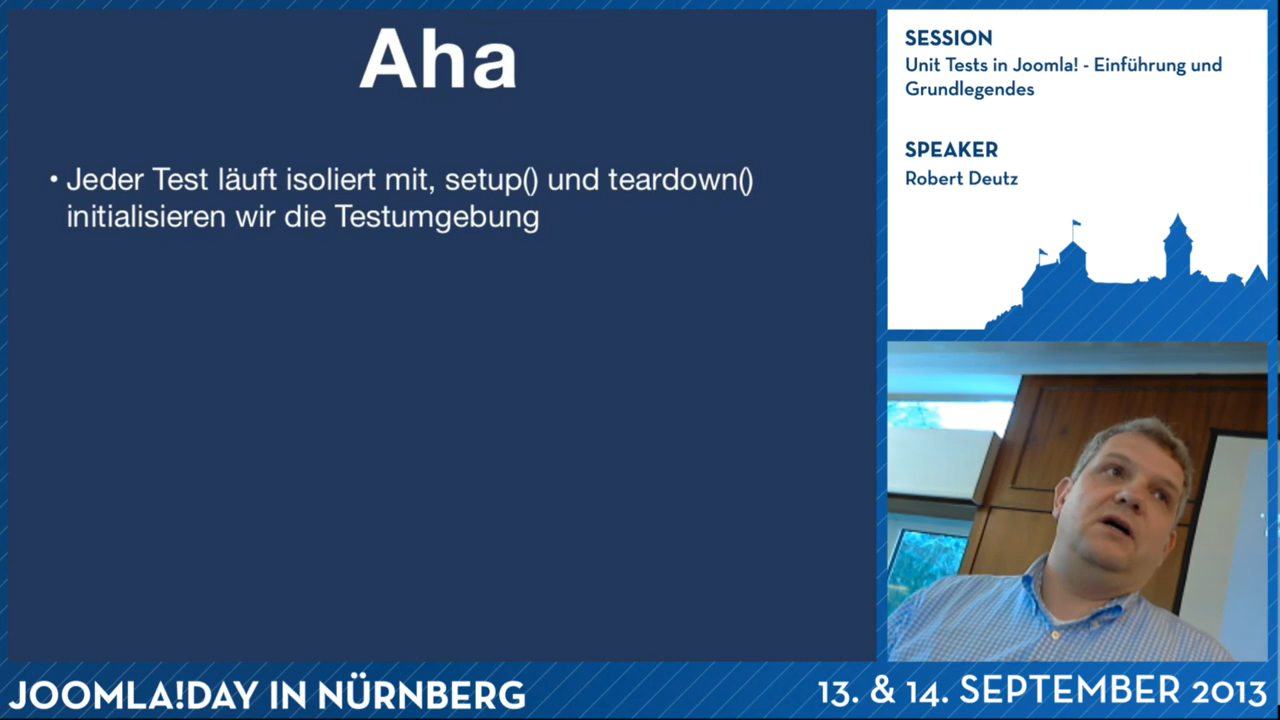 Aha
• Jeder Test läuft isoliert mit, setup() und teardown()
initialisieren wir die Testumgebung
SESSION
Unit Tests in Joomla! - Einführung und
Grundlegendes
SPEAKER
Robert Deutz
JOOMLA!DAY IN NÜRNBERG
13. & 14. SEPTEMBER 2013